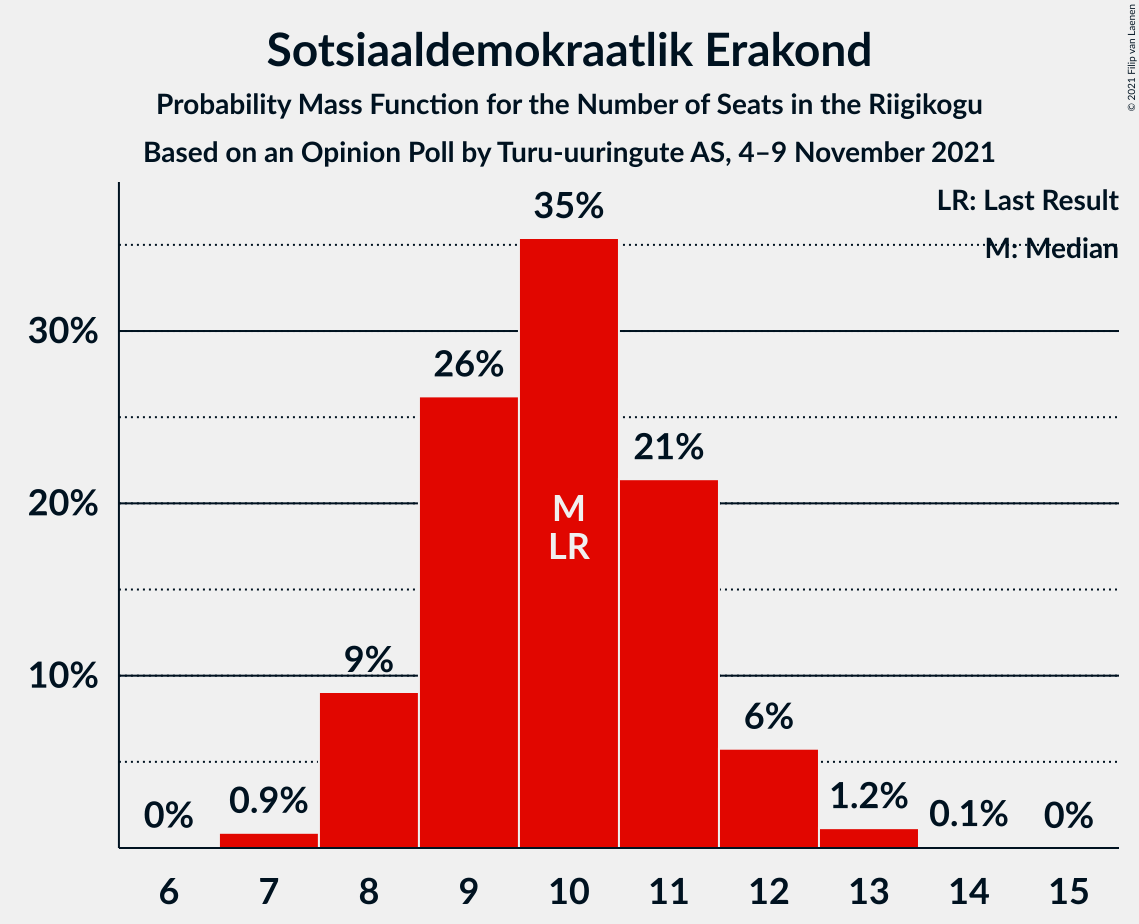 Sotsiaaldemokraatlik Erakond
Probability Mass Function for the Number of Seats in the Riigikogu
Based on an Opinion Poll by Turu-uuringute AS, 4–9 November 2021
© 2021 Filip van Laenen
LR: Last Result
M: Median
30%
20%
10%
0%
0.9%
9%
26%
35%
21%
6%
1.2%
0.1%
0%
M
LR
6 7 8 9 10 11 12 13 14 15